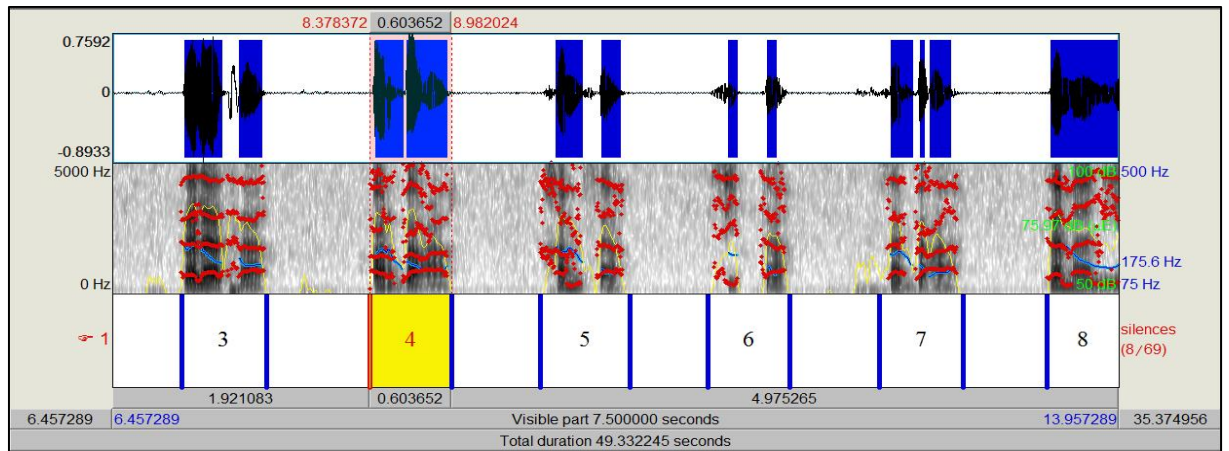 8.378372 0.603652 8.982024
0.7592
0
-0.8933
5000 Hz 100 dB 500 Hz
175.6 Hz
0 Hz 50 dB 75 Hz
☞ 1 3 4 5 6 7 8 silences
(8/69)
1.921083 0.603652 4.975265
6.457289 6.457289 Visible part 7.500000 seconds 13.957289 35.374956
Total duration 49.332245 seconds